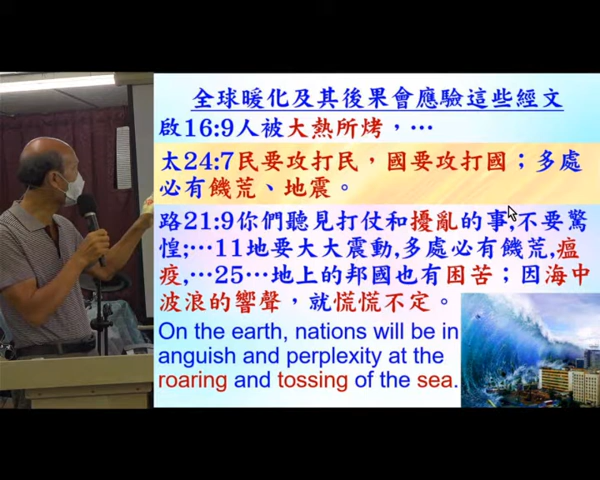 全球暖化及其後果會應驗這些經文
啟16:9人被大熱所烤，…
太24:7民要攻打民，國要攻打國；多處
必有饑荒、地震。
路21:9你們聽見打仗和擾亂的事,不要驚
惶;…11地要大大震動,多處必有饑荒,瘟
疫,…25…地上的邦國也有困苦；因海中
波浪的響聲，就慌慌不定。
On the earth, nations will be in
anguish and perplexity at the
roaring and tossing of the sea.